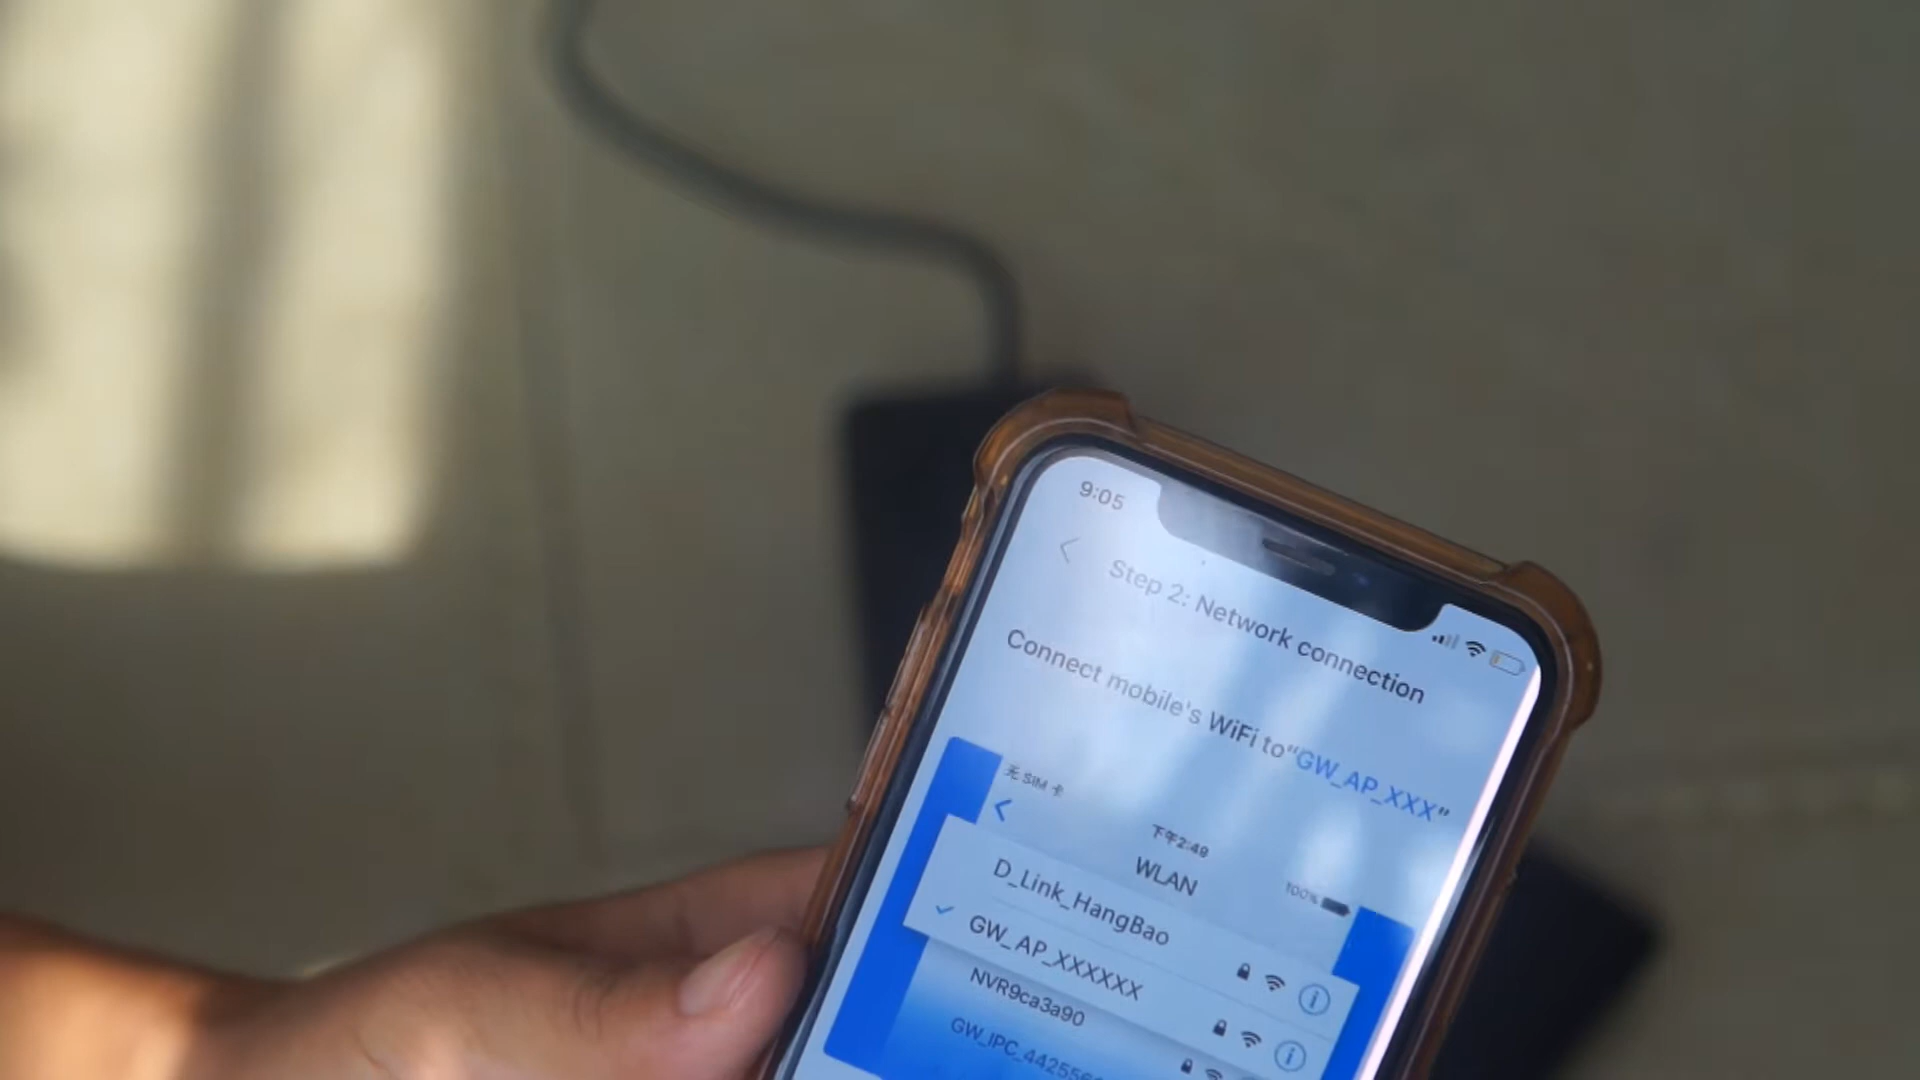 9:05
Step 2: Network connection
Connect mobile's WiFi to“GW_AP_XXX”
无 SIM 卡
下午2:49
100%
WLAN
D_Link_HangBao
GW_AP_XXXXXX
NVR9ca3a90